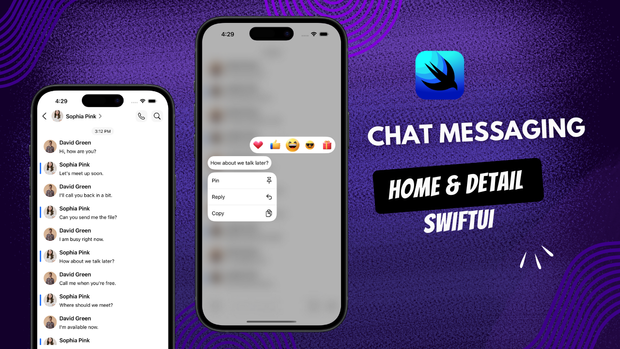 4:29
Sophia Pink
3:12 PM
David Green
Hi, how are you?
Sophia Pink
Let's meet up soon.
David Green
I'll call you back in a bit.
Sophia Pink
Can you send me the file?
David Green
I am busy right now.
Sophia Pink
How about we talk later?
David Green
Call me when you're free.
Sophia Pink
Where should we meet?
David Green
I'm available now.
Sophia Pink
4:29
How about we talk later?
Pin
Reply
Copy
CHAT MESSAGING
HOME & DETAIL
SWIFTUI